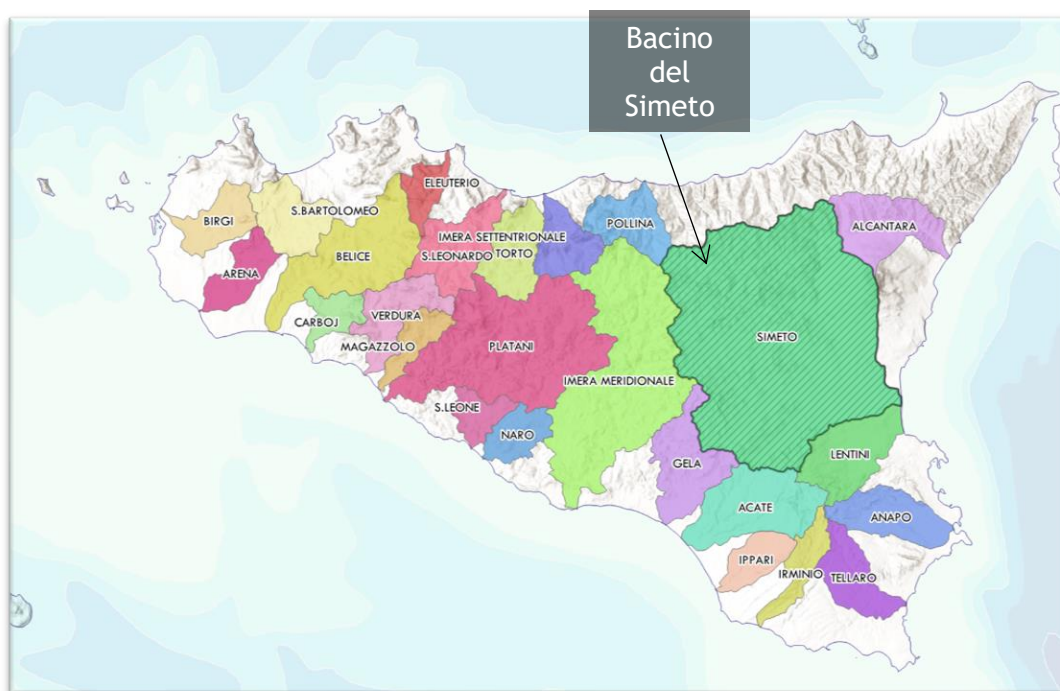 Bacino
del
Simeto
ELEUTERIO
BIRGI
S.BARTOLOMEO
POLLINA
ALCANTARA
IMERA SETTENTRIONALE
BELICE
S.LEONARDO
TORTO
ARENA
CARBOJ
VERDURA
SIMETO
MAGAZZOLO
PLATANI
IMERA MERIDIONALE
S.LEONE
NARO
LENTINI
GELA
ACATE
ANAPO
IPPARI
IRMINIO
TELLARO